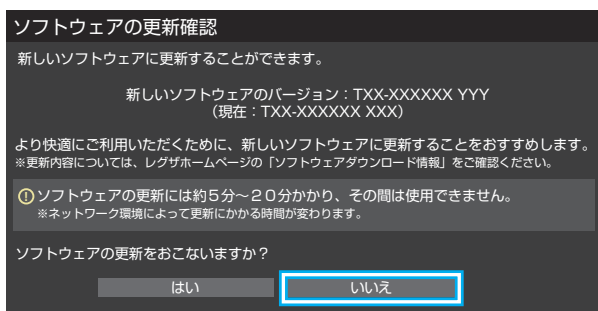 ソフトウェアの更新確認
新しいソフトウェアに更新することができます。
新しいソフトウェアのバージョン：TXX-XXXXXX YYY
（現在：TXX-XXXXXX XXX）
より快適にご利用いただくために、新しいソフトウェアに更新することをおすすめします。
※更新内容については、レグザホームページの「ソフトウェアダウンロード情報」をご確認ください。
ソフトウェアの更新には約5分～２０分かかり、その間は使用できません。
※ネットワーク環境によって更新にかかる時間が変わります。
ソフトウェアの更新をおこないますか？
はい
いいえ